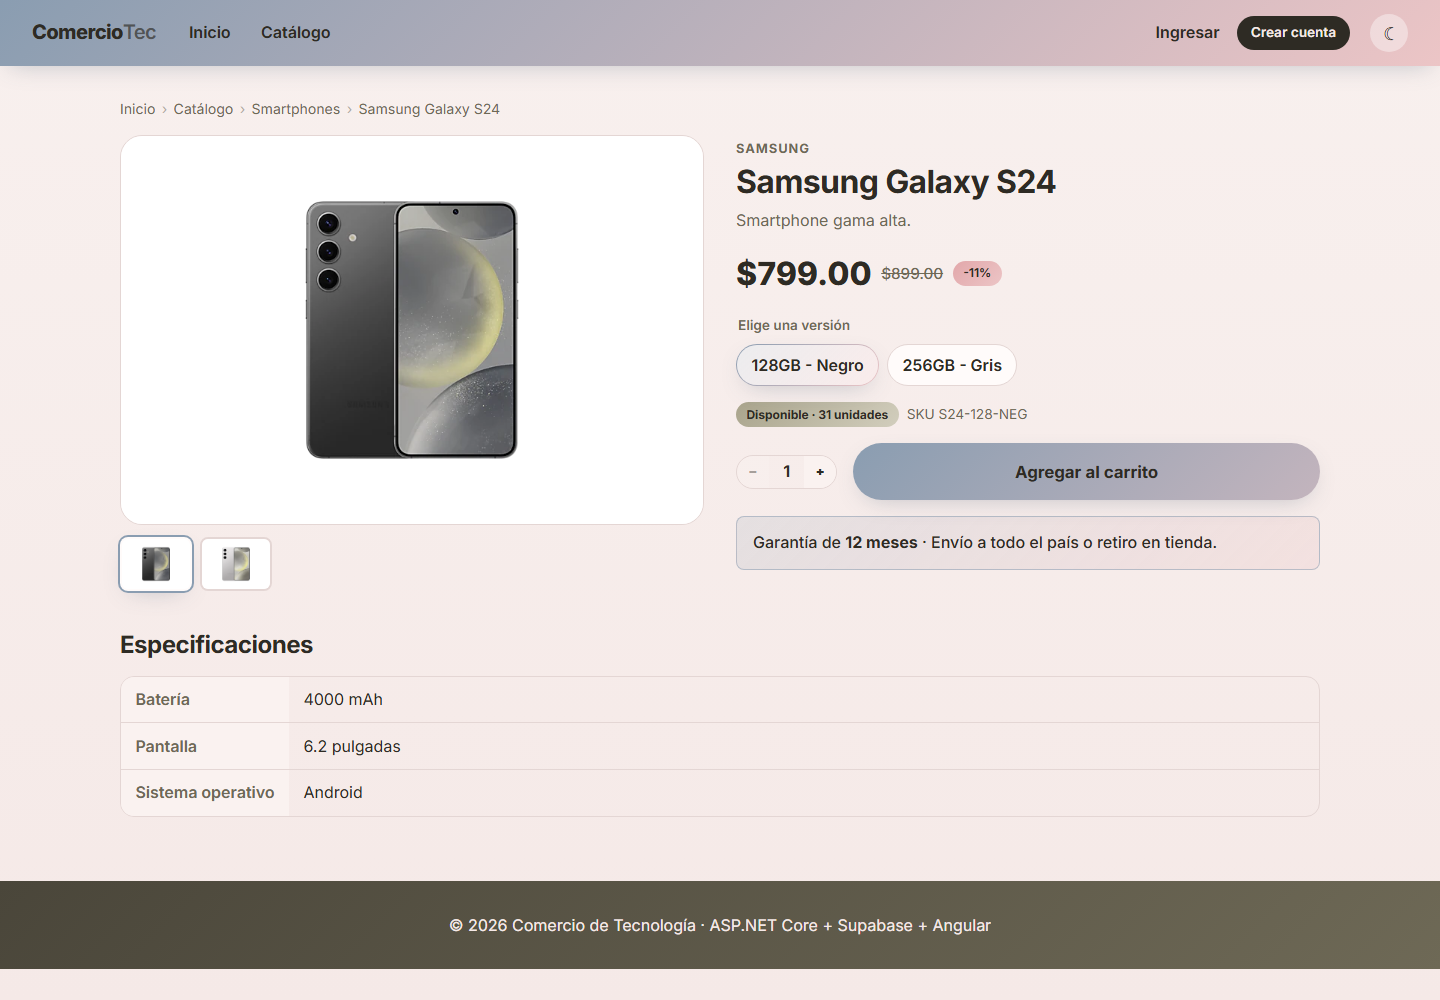 ComercioTec Inicio Catálogo Ingresar Crear cuenta
Inicio › Catálogo › Smartphones › Samsung Galaxy S24
SAMSUNG
Samsung Galaxy S24
Smartphone gama alta.
$799.00 $899.00 -11%
Elige una versión
128GB - Negro 256GB - Gris
Disponible · 31 unidades SKU S24-128-NEG
− 1 + Agregar al carrito
Garantía de 12 meses · Envío a todo el país o retiro en tienda.
Especificaciones
Batería 4000 mAh
Pantalla 6.2 pulgadas
Sistema operativo Android
© 2026 Comercio de Tecnología · ASP.NET Core + Supabase + Angular